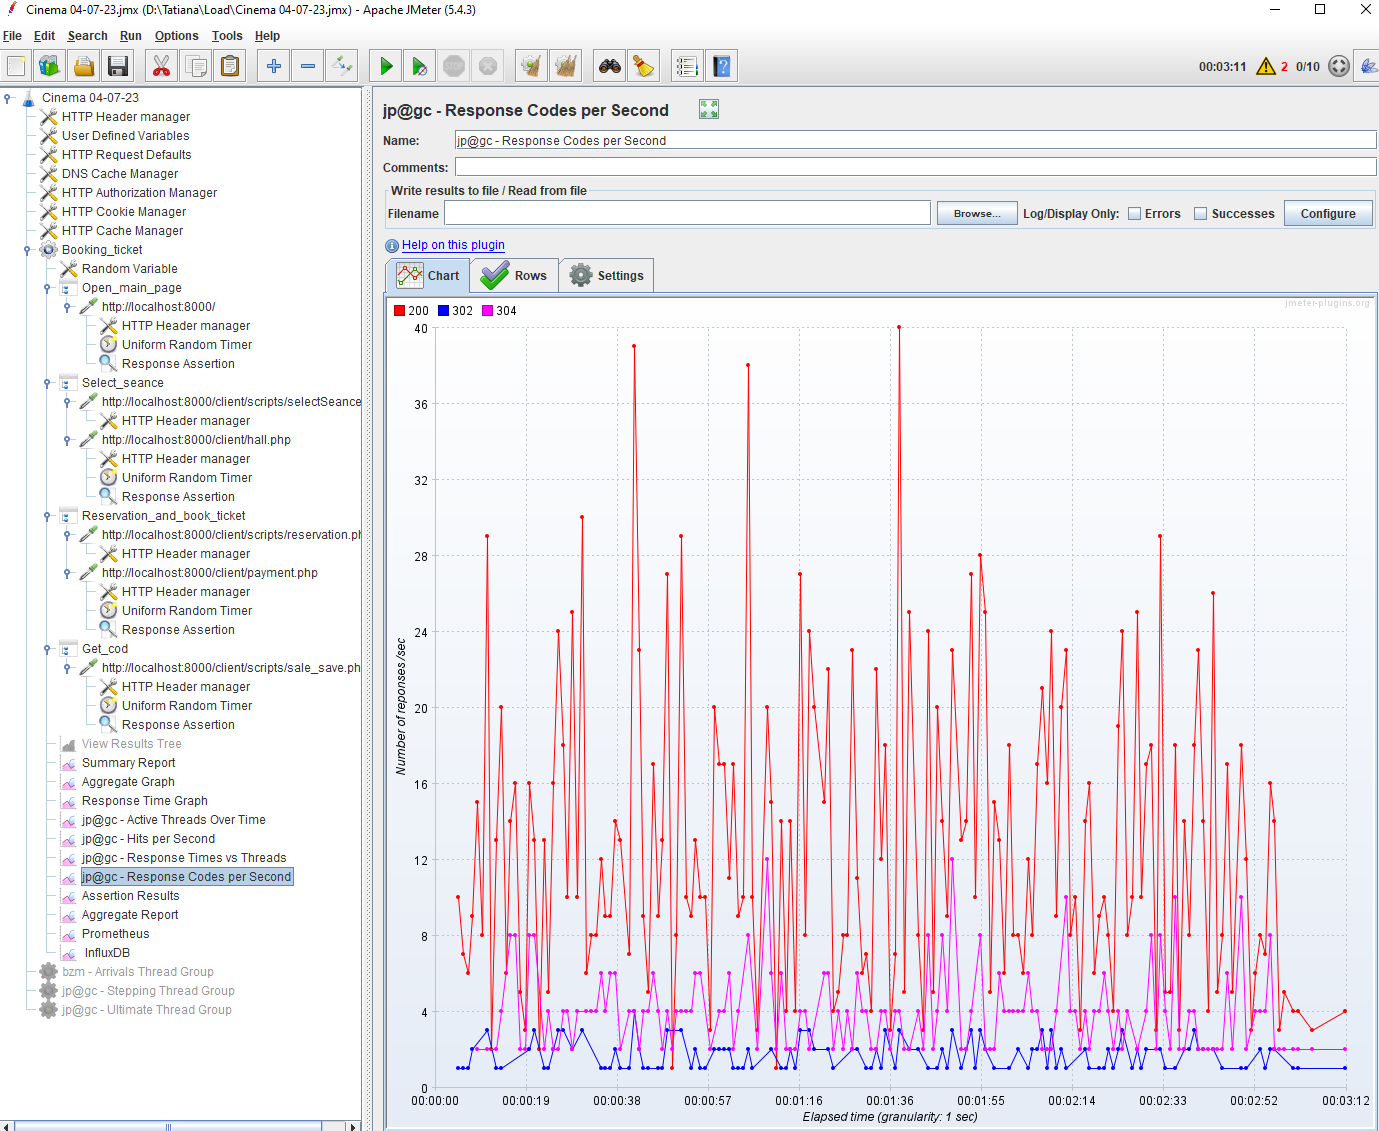 Cinema 04-07-23.jmx (D:\Tatiana\Load\Cinema 04-07-23.jmx) - Apache JMeter (5.4.3)
File Edit Search Run Options Tools Help
00:03:11 2 0/10
Cinema 04-07-23
HTTP Header manager
User Defined Variables
HTTP Request Defaults
DNS Cache Manager
HTTP Authorization Manager
HTTP Cookie Manager
HTTP Cache Manager
Booking_ticket
Random Variable
Open_main_page
http://localhost:8000/
HTTP Header manager
Uniform Random Timer
Response Assertion
Select_seance
http://localhost:8000/client/scripts/selectSeance
HTTP Header manager
http://localhost:8000/client/hall.php
HTTP Header manager
Uniform Random Timer
Response Assertion
Reservation_and_book_ticket
http://localhost:8000/client/scripts/reservation.ph
HTTP Header manager
http://localhost:8000/client/payment.php
HTTP Header manager
Uniform Random Timer
Response Assertion
Get_cod
http://localhost:8000/client/scripts/sale_save.ph
HTTP Header manager
Uniform Random Timer
Response Assertion
View Results Tree
Summary Report
Aggregate Graph
Response Time Graph
jp@gc - Active Threads Over Time
jp@gc - Hits per Second
jp@gc - Response Times vs Threads
jp@gc - Response Codes per Second
Assertion Results
Aggregate Report
Prometheus
InfluxDB
bzm - Arrivals Thread Group
jp@gc - Stepping Thread Group
jp@gc - Ultimate Thread Group
jp@gc - Response Codes per Second
Name: jp@gc - Response Codes per Second
Comments:
Write results to file / Read from file
Filename Browse... Log/Display Only: Errors Successes Configure
Help on this plugin
Chart Rows Settings
jmeter-plugins.org
200 302 304
40
36
32
28
24
20
16
12
8
4
0
Number of reponses /sec
00:00:00 00:00:19 00:00:38 00:00:57 00:01:16 00:01:36 00:01:55 00:02:14 00:02:33 00:02:52 00:03:12
Elapsed time (granularity: 1 sec)